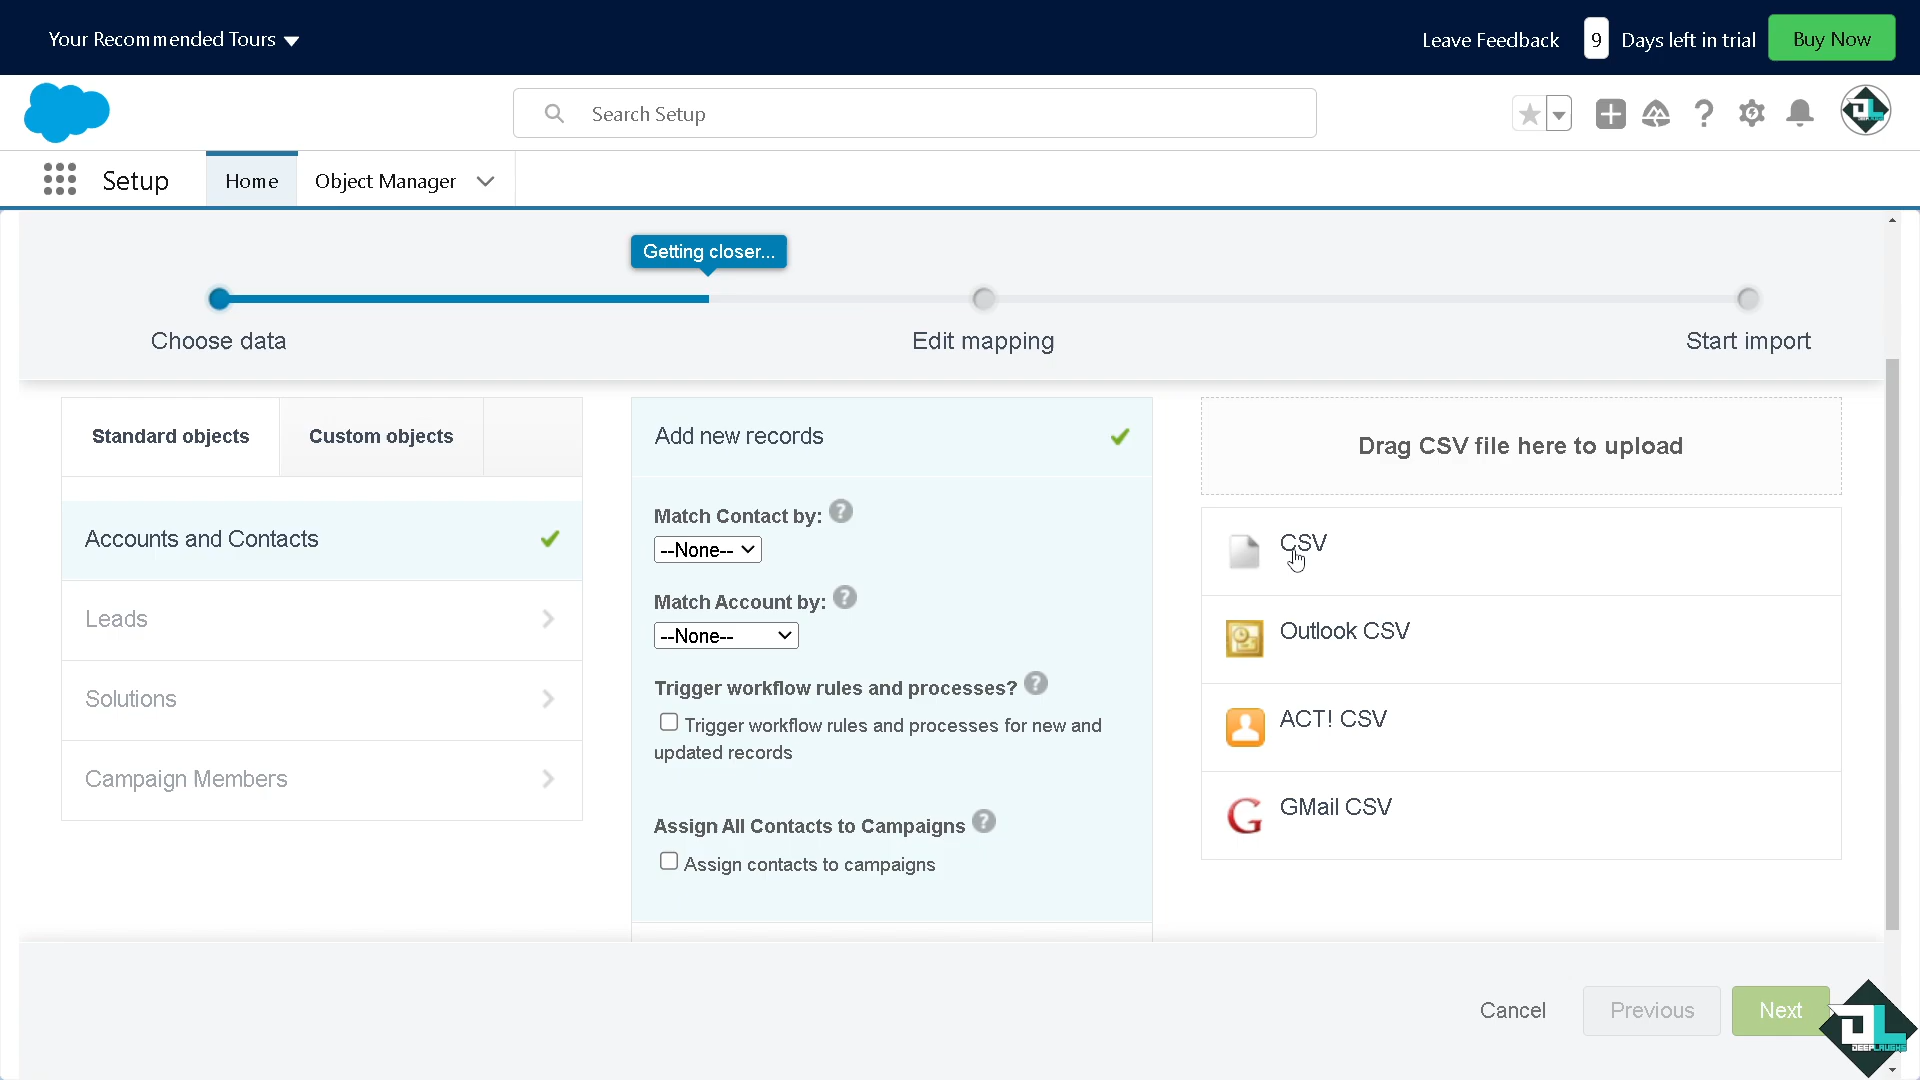 Your Recommended Tours
Leave Feedback
9 Days left in trial
Buy Now
Search Setup
Setup
Home
Object Manager
Getting closer...
Choose data
Edit mapping
Start import
Standard objects
Custom objects
Accounts and Contacts
Leads
Solutions
Campaign Members
Add new records
Match Contact by: ?
--None--
Match Account by: ?
--None--
Trigger workflow rules and processes? ?
Trigger workflow rules and processes for new and
updated records
Assign All Contacts to Campaigns ?
Assign contacts to campaigns
Drag CSV file here to upload
CSV
Outlook CSV
ACT! CSV
GMail CSV
Cancel
Previous
Next
DEEPLAUGHS